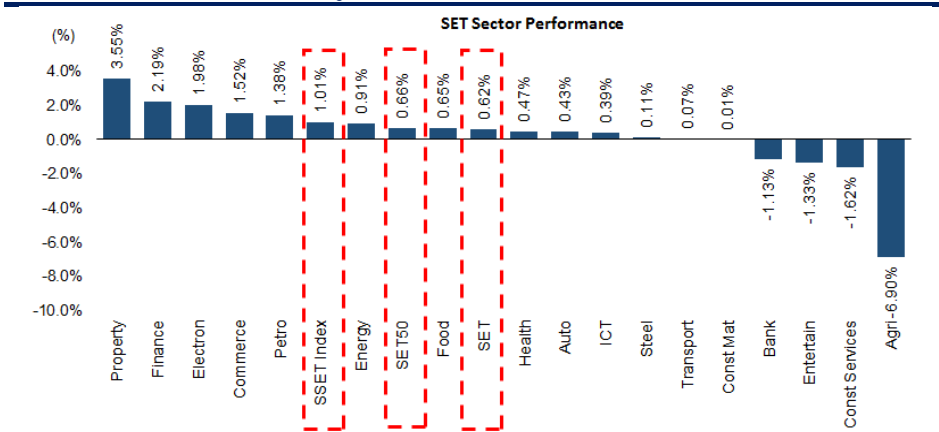 SET Sector Performance
(%)
4.0%
2.0%
0.0%
-2.0%
-4.0%
-6.0%
-8.0%
-10.0%
3.55%
2.19%
1.98%
1.52%
1.38%
1.01%
0.91%
0.66%
0.65%
0.62%
0.47%
0.43%
0.39%
0.11%
0.07%
0.01%
-1.13%
-1.33%
-1.62%
-6.90%
Property
Finance
Electron
Commerce
Petro
SSET Index
Energy
SET50
Food
SET
Health
Auto
ICT
Steel
Transport
Const Mat
Bank
Entertain
Const Services
Agri